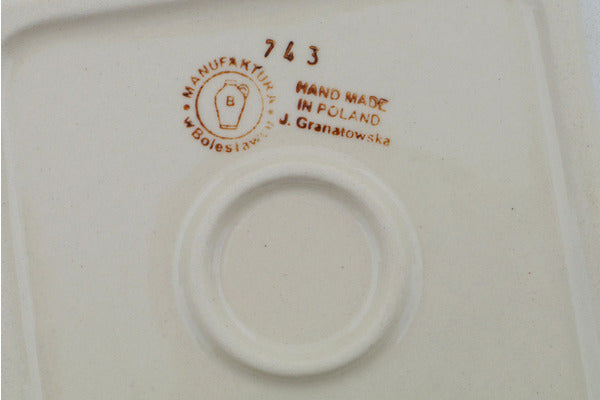 743
MANUFAKTURA
w Bolesławcu
B
HAND MADE
IN POLAND
J. Granatowska